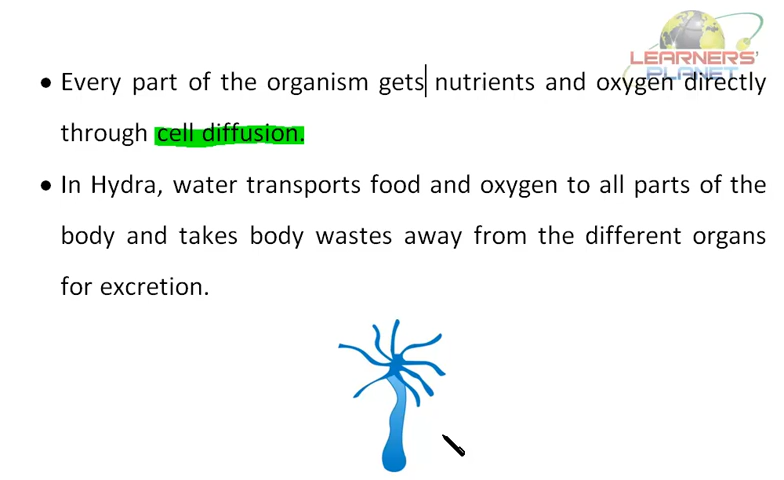 LEARNERS'
PLANET
• Every part of the organism gets nutrients and oxygen directly
through cell diffusion.
• In Hydra, water transports food and oxygen to all parts of the
body and takes body wastes away from the different organs
for excretion.